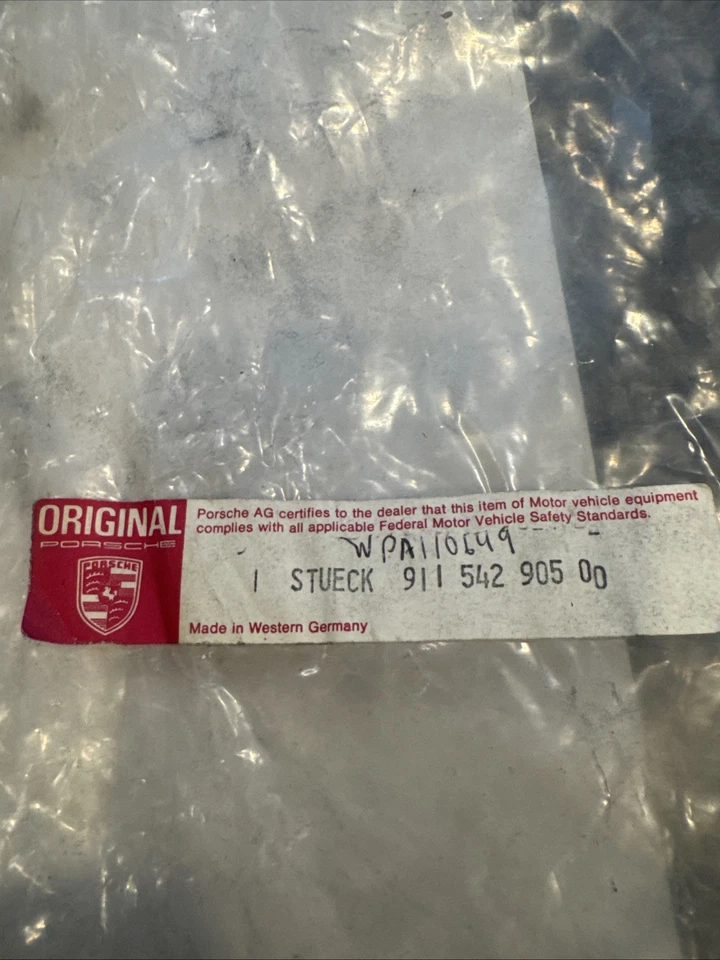 ORIGINAL
PORSCHE
PORSCHE
Porsche AG certifies to the dealer that this item of Motor vehicle equipment
complies with all applicable Federal Motor Vehicle Safety Standards.
WPA110649
1 STUECK 911 542 905 00
Made in Western Germany